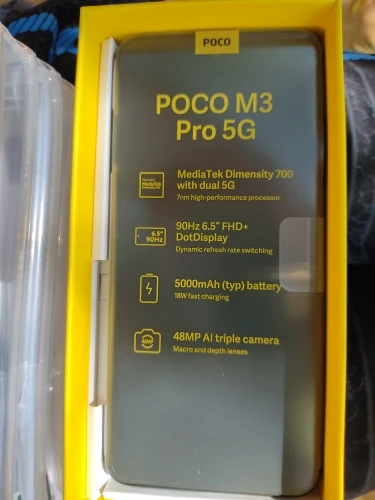 POCO
POCO M3
Pro 5G
MediaTek Dimensity 700
with dual 5G
7nm high-performance processor
6.5"
90Hz
90Hz 6.5" FHD+
DotDisplay
Dynamic refresh rate switching
5000mAh (typ) battery
18W fast charging
48MP
48MP AI triple camera
Macro and depth lenses